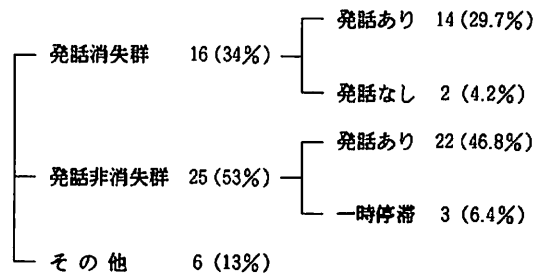 発話あり 14 (29.7%)
発話消失群 16 (34%)
発話なし 2 (4.2%)
発話あり 22 (46.8%)
発話非消失群 25 (53%)
一時停滞 3 (6.4%)
その他 6 (13%)